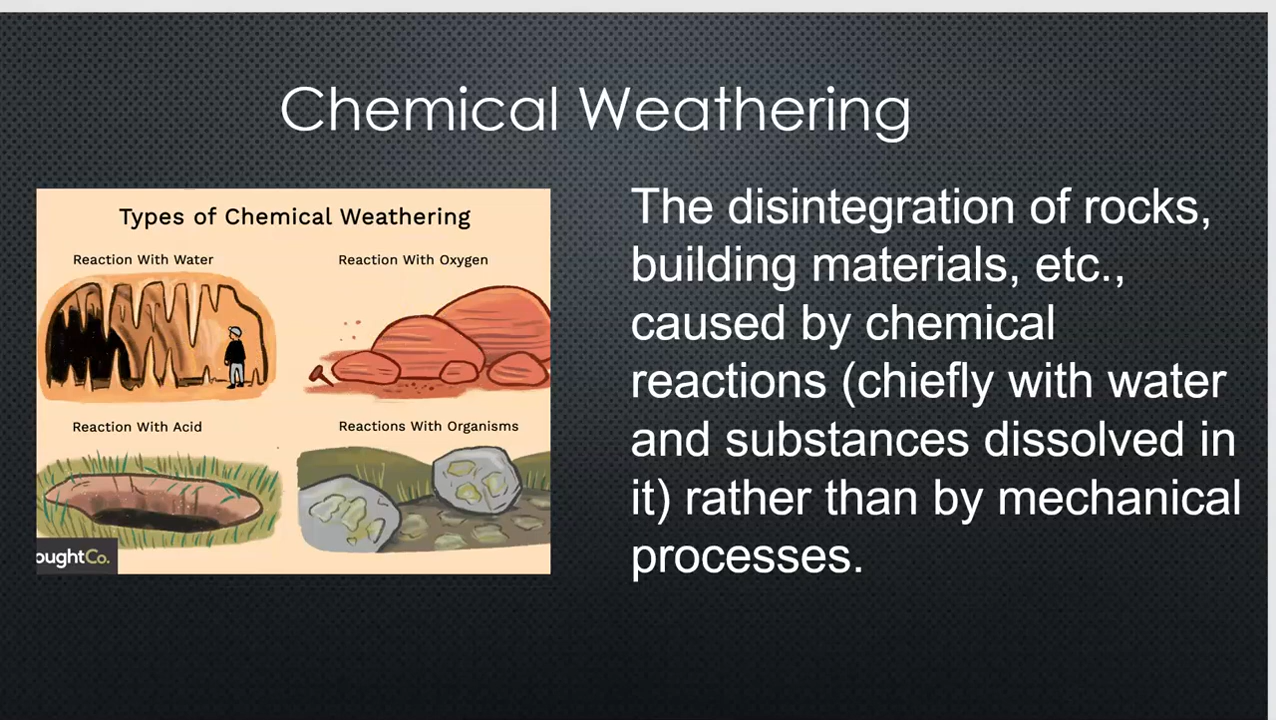 Chemical Weathering
Types of Chemical Weathering
Reaction With Water
Reaction With Oxygen
Reaction With Acid
Reactions With Organisms
oughtCo.
The disintegration of rocks,
building materials, etc.,
caused by chemical
reactions (chiefly with water
and substances dissolved in
it) rather than by mechanical
processes.